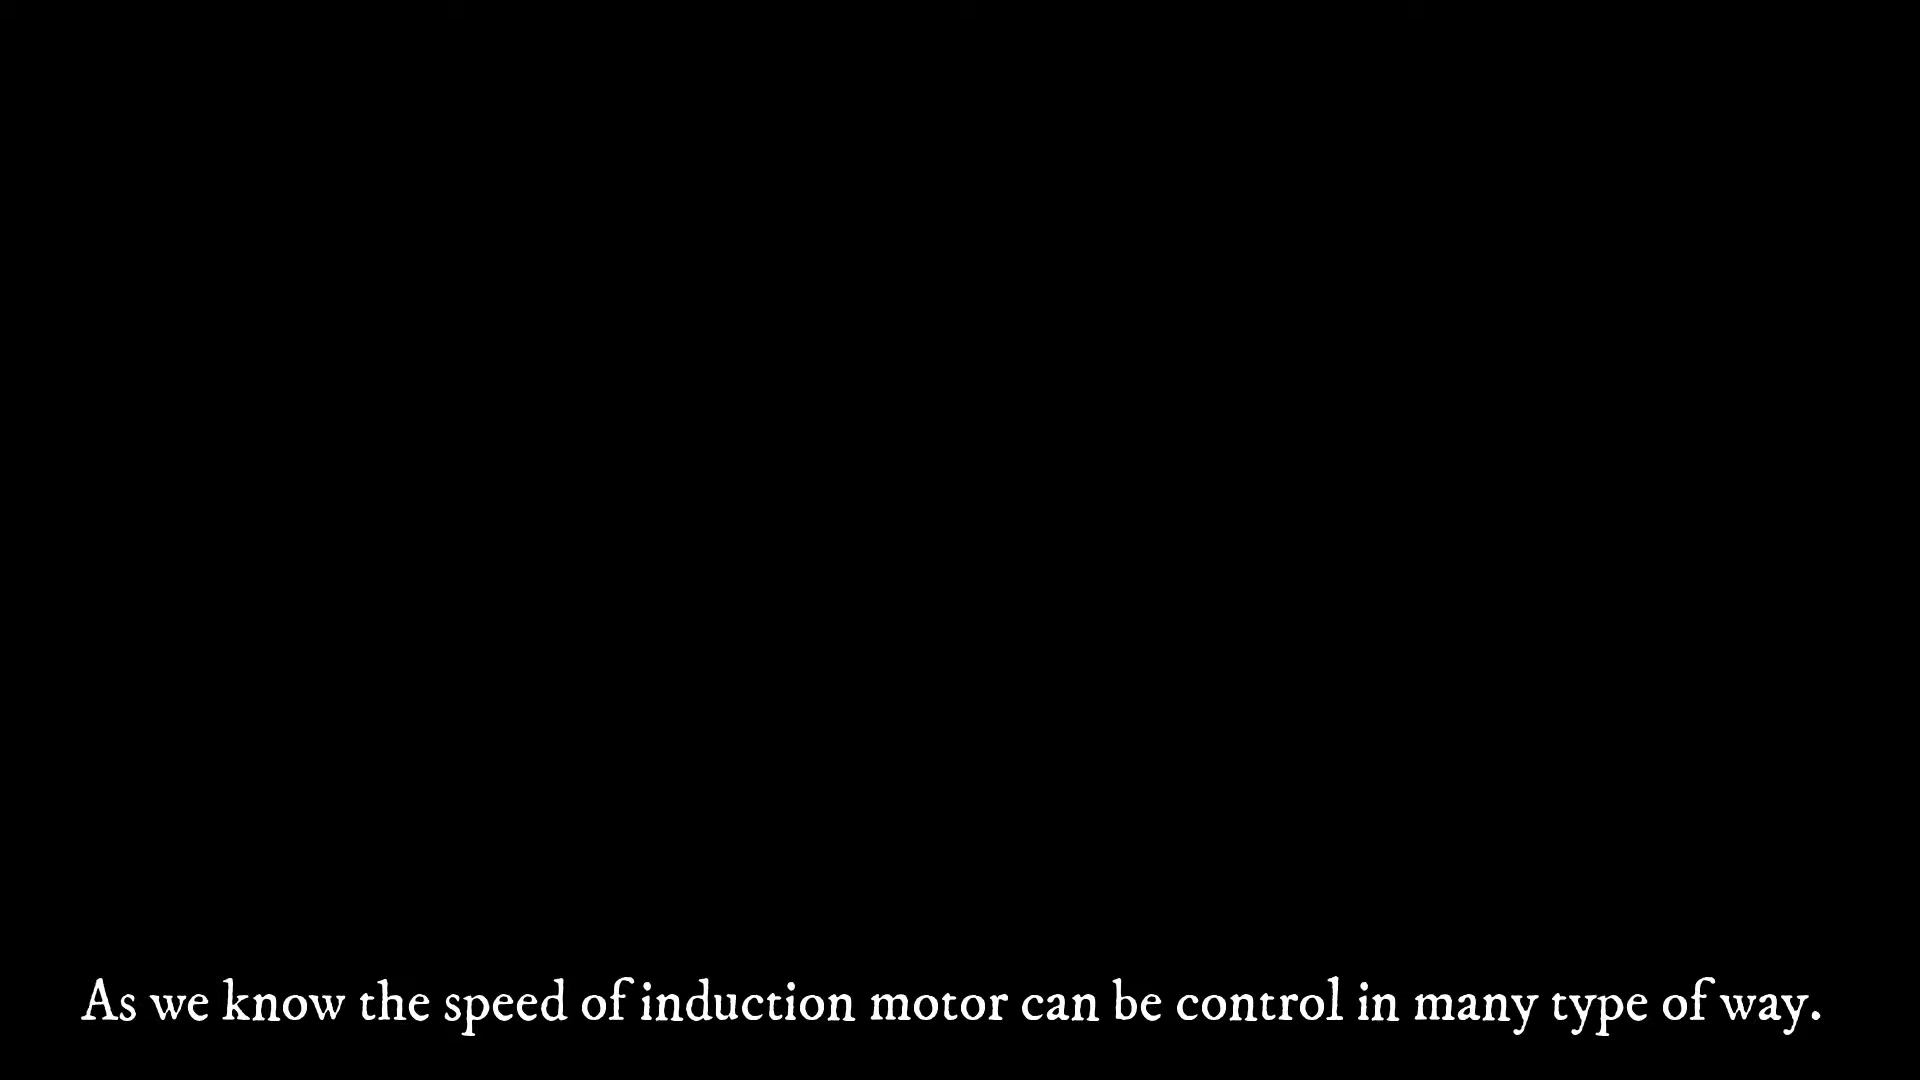 As we know the speed of induction motor can be control in many type of way.